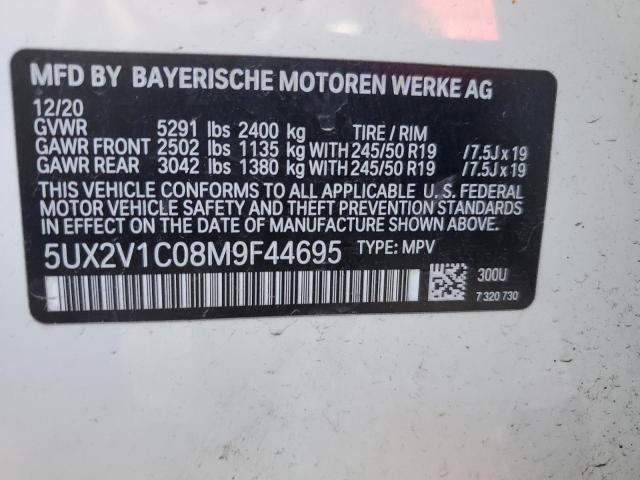 MFD BY BAYERISCHE MOTOREN WERKE AG
12/20
GVWR 5291 lbs 2400 kg TIRE / RIM
GAWR FRONT 2502 lbs 1135 kg WITH 245/50 R19 /7.5J x 19
GAWR REAR 3042 lbs 1380 kg WITH 245/50 R19 /7.5J x 19
THIS VEHICLE CONFORMS TO ALL APPLICABLE U. S. FEDERAL
MOTOR VEHICLE SAFETY AND THEFT PREVENTION STANDARDS
IN EFFECT ON THE DATE OF MANUFACTURE SHOWN ABOVE.
5UX2V1C08M9F44695 TYPE: MPV
300U
7 320 730